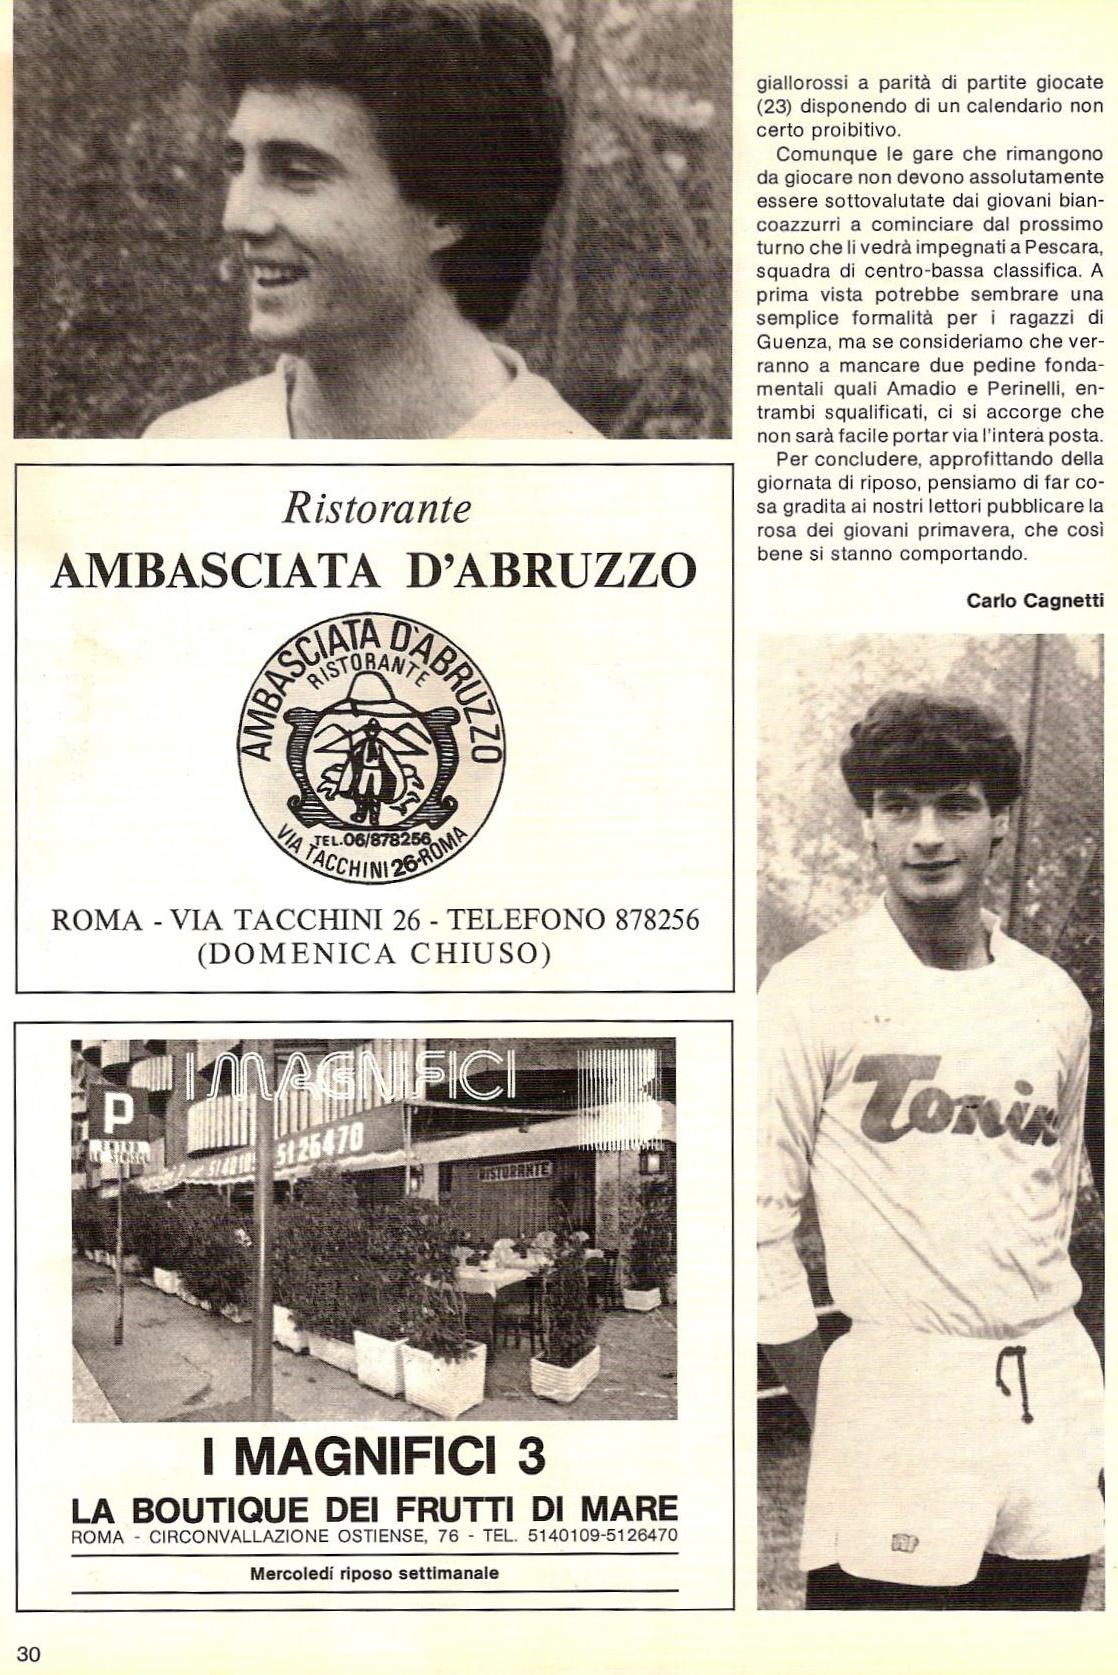 giallorossi a parità di partite giocate
(23) disponendo di un calendario non
certo proibitivo.
Comunque le gare che rimangono
da giocare non devono assolutamente
essere sottovalutate dai giovani bian-
coazzurri a cominciare dal prossimo
turno che li vedrà impegnati a Pescara,
squadra di centro-bassa classifica. A
prima vista potrebbe sembrare una
semplice formalità per i ragazzi di
Guenza, ma se consideriamo che ver-
ranno a mancare due pedine fonda-
mentali quali Amadio e Perinelli, en-
trambi squalificati, ci si accorge che
non sarà facile portar via l'intera posta.
Per concludere, approfittando della
giornata di riposo, pensiamo di far co-
sa gradita ai nostri lettori pubblicare la
rosa dei giovani primavera, che così
bene si stanno comportando.
Carlo Cagnetti
Ristorante
AMBASCIATA D'ABRUZZO
AMBASCIATA D'ABRUZZO
RISTORANTE
TEL.06/878256
VIA TACCHINI 26-ROMA
ROMA - VIA TACCHINI 26 - TELEFONO 878256
(DOMENICA CHIUSO)
I MAGNIFICI
P
5140109 5126470
RISTORANTE
I MAGNIFICI 3
LA BOUTIQUE DEI FRUTTI DI MARE
ROMA - CIRCONVALLAZIONE OSTIENSE, 76 - TEL. 5140109-5126470
Mercoledí riposo settimanale
Tonin
30